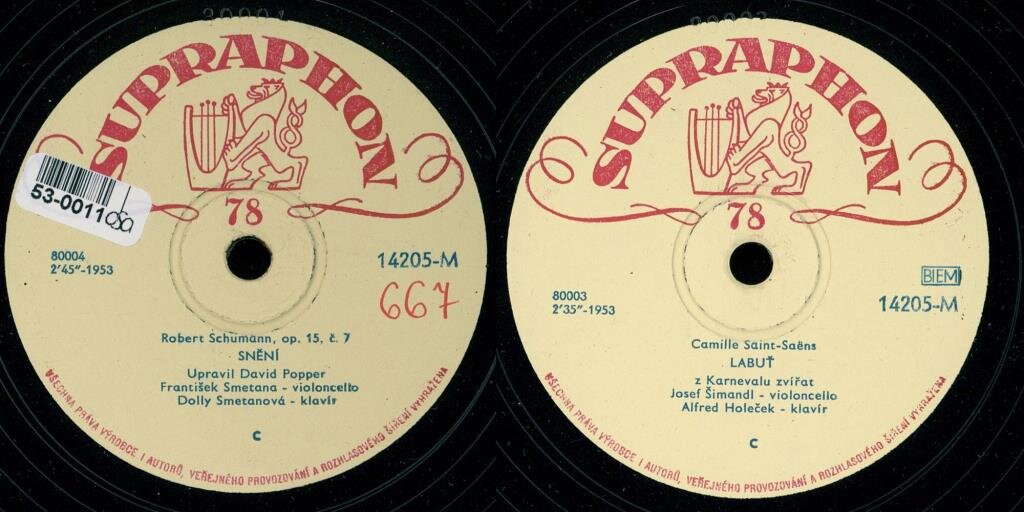 SUPRAPHON
78
53-0011
80004
2'45"-1953
14205-M
667
Robert Schumann, op. 15, č. 7
SNĚNÍ
Upravil David Popper
František Smetana - violoncello
Dolly Smetanová - klavír
C
VŠECHNA PRÁVA VÝROBCE I AUTORŮ, VEŘEJNÉHO PROVOZOVÁNÍ A ROZHLASOVÉHO ŠÍŘENÍ VYHRAŽENA
SUPRAPHON
78
BIEM
80003
2'35"-1953
14205-M
Camille Saint-Saëns
LABUŤ
z Karnevalu zvířat
Josef Šimandl - violoncello
Alfred Holeček - klavír
C
VŠECHNA PRÁVA VÝROBCE I AUTORŮ, VEŘEJNÉHO PROVOZOVÁNÍ A ROZHLASOVÉHO ŠÍŘENÍ VYHRAŽENA